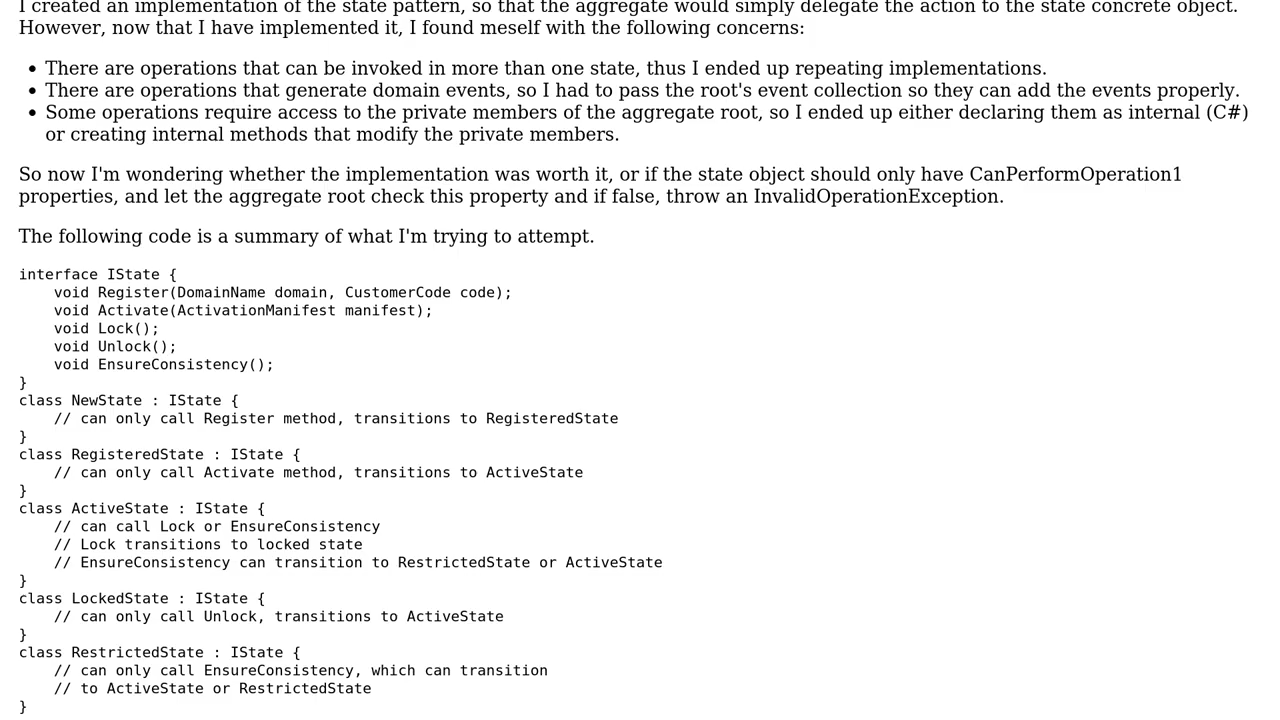 I created an implementation of the state pattern, so that the aggregate would simply delegate the action to the state concrete object.
However, now that I have implemented it, I found meself with the following concerns:
• There are operations that can be invoked in more than one state, thus I ended up repeating implementations.
• There are operations that generate domain events, so I had to pass the root's event collection so they can add the events properly.
• Some operations require access to the private members of the aggregate root, so I ended up either declaring them as internal (C#)
or creating internal methods that modify the private members.
So now I'm wondering whether the implementation was worth it, or if the state object should only have CanPerformOperation1
properties, and let the aggregate root check this property and if false, throw an InvalidOperationException.
The following code is a summary of what I'm trying to attempt.
interface IState {
    void Register(DomainName domain, CustomerCode code);
    void Activate(ActivationManifest manifest);
    void Lock();
    void Unlock();
    void EnsureConsistency();
}
class NewState : IState {
    // can only call Register method, transitions to RegisteredState
}
class RegisteredState : IState {
    // can only call Activate method, transitions to ActiveState
}
class ActiveState : IState {
    // can call Lock or EnsureConsistency
    // Lock transitions to locked state
    // EnsureConsistency can transition to RestrictedState or ActiveState
}
class LockedState : IState {
    // can only call Unlock, transitions to ActiveState
}
class RestrictedState : IState {
    // can only call EnsureConsistency, which can transition
    // to ActiveState or RestrictedState
}